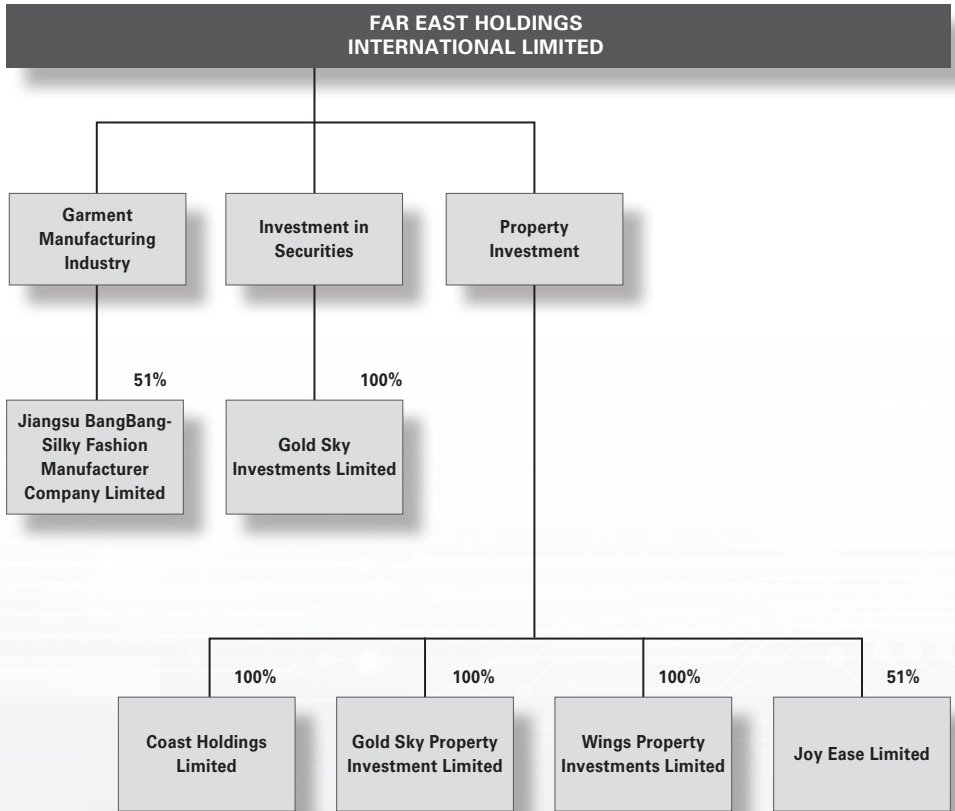 FAR EAST HOLDINGS
INTERNATIONAL LIMITED
Garment
Manufacturing
Industry
Investment in
Securities
Property
Investment
51%
100%
Jiangsu BangBang-
Silky Fashion
Manufacturer
Company Limited
Gold Sky
Investments Limited
100%
100%
100%
51%
Coast Holdings
Limited
Gold Sky Property
Investment Limited
Wings Property
Investments Limited
Joy Ease Limited